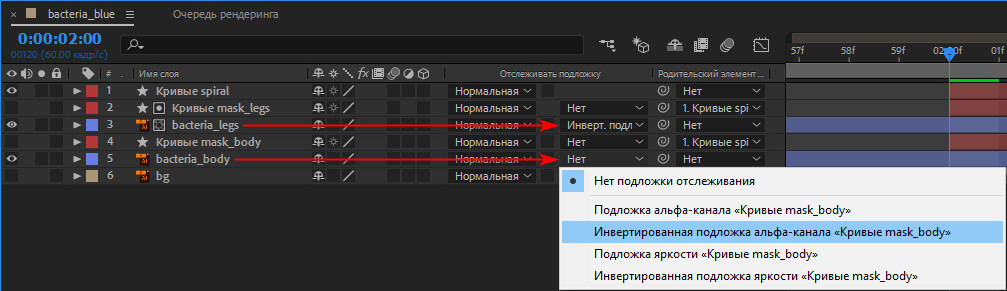 bacteria_blue
Очередь рендеринга
0:00:02:00
00120 (60.00 кадр/с)
57f 58f 59f 02:00f 01f
# Имя слоя Отслеживать подложку Родительский элемент ...
1 Кривые spiral Нормальная Нет
2 Кривые mask_legs Нормальная Нет 1. Кривые spi
3 bacteria_legs Нормальная Инверт. подл Нет
4 Кривые mask_body Нормальная Нет 1. Кривые spi
5 bacteria_body Нормальная Нет Нет
6 bg Нормальная
Нет подложки отслеживания
Подложка альфа-канала «Кривые mask_body»
Инвертированная подложка альфа-канала «Кривые mask_body»
Подложка яркости «Кривые mask_body»
Инвертированная подложка яркости «Кривые mask_body»